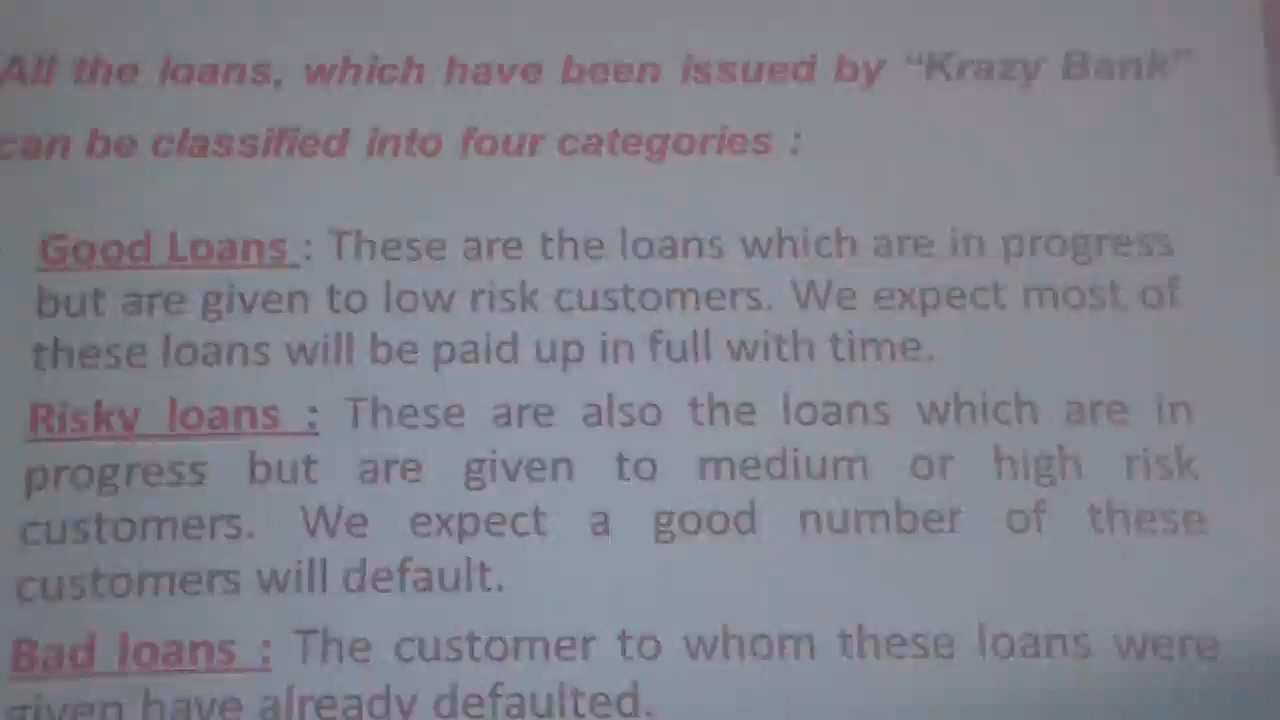 All the loans, which have been issued by “Krazy Bank”
can be classified into four categories :
Good Loans : These are the loans which are in progress
but are given to low risk customers. We expect most of
these loans will be paid up in full with time.
Risky loans : These are also the loans which are in
progress but are given to medium or high risk
customers. We expect a good number of these
customers will default.
Bad loans : The customer to whom these loans were
given have already defaulted.